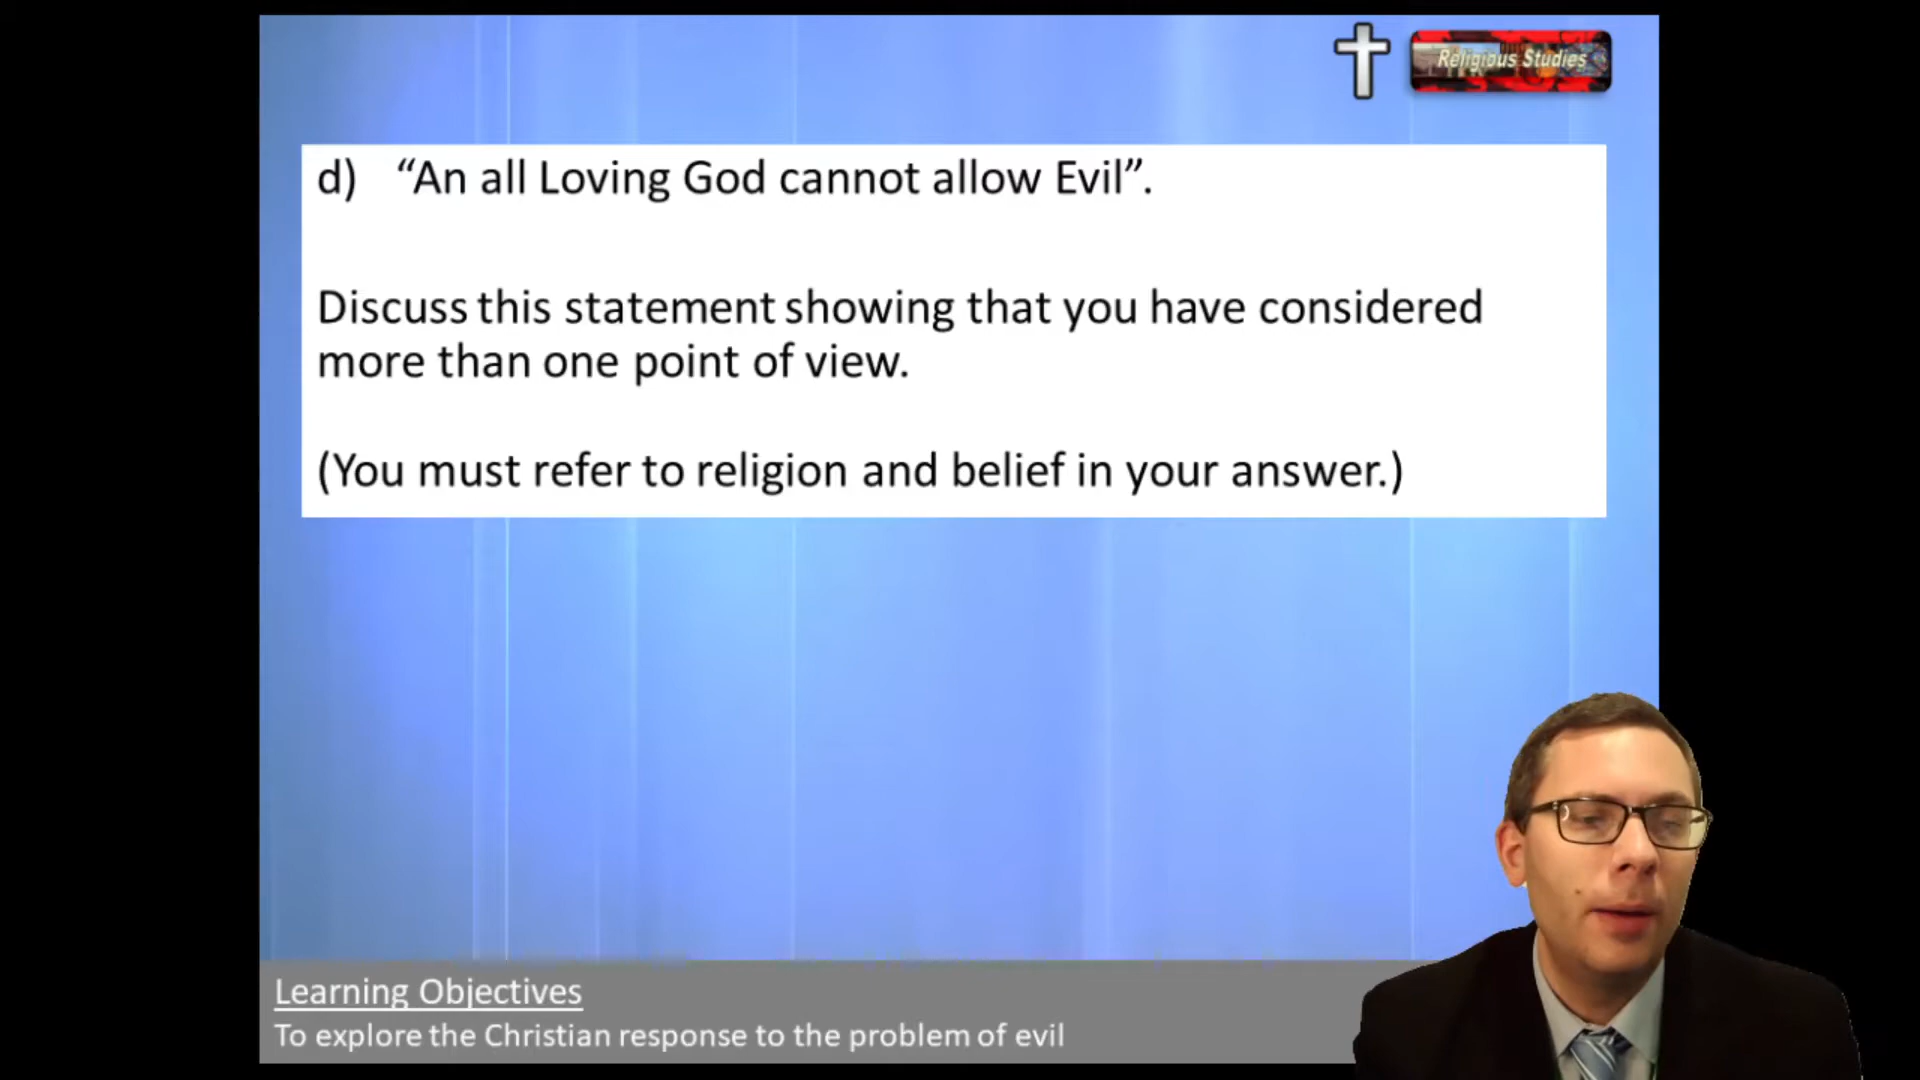 Religious Studies
d) “An all Loving God cannot allow Evil”.
Discuss this statement showing that you have considered
more than one point of view.
(You must refer to religion and belief in your answer.)
Learning Objectives
To explore the Christian response to the problem of evil